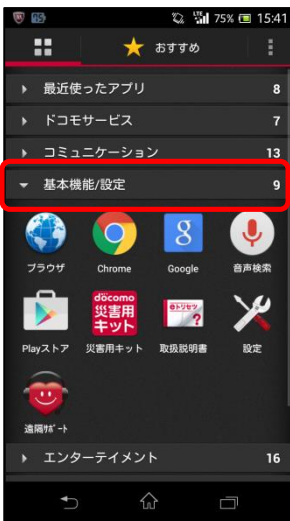 LTE 75% 15:41
おすすめ
最近使ったアプリ 8
ドコモサービス 7
コミュニケーション 13
基本機能/設定 9
8
ブラウザ Chrome Google 音声検索
docomo
災害用
キット
eトリセツ
?
Playストア 災害用キット 取扱説明書 設定
遠隔ｻﾎﾟｰﾄ
エンターテイメント 16